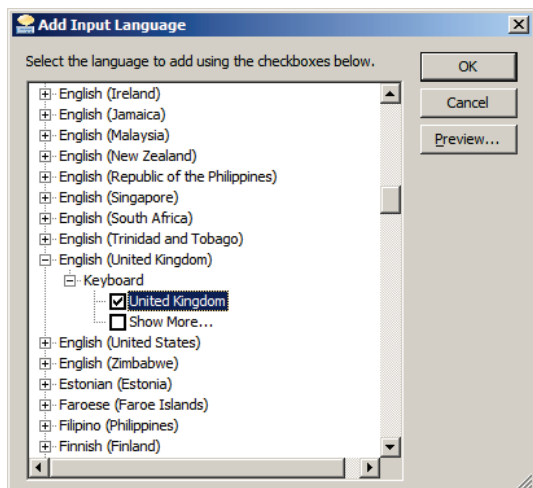 Add Input Language
Select the language to add using the checkboxes below.
OK
Cancel
Preview...
English (Ireland)
English (Jamaica)
English (Malaysia)
English (New Zealand)
English (Republic of the Philippines)
English (Singapore)
English (South Africa)
English (Trinidad and Tobago)
English (United Kingdom)
Keyboard
United Kingdom
Show More...
English (United States)
English (Zimbabwe)
Estonian (Estonia)
Faroese (Faroe Islands)
Filipino (Philippines)
Finnish (Finland)